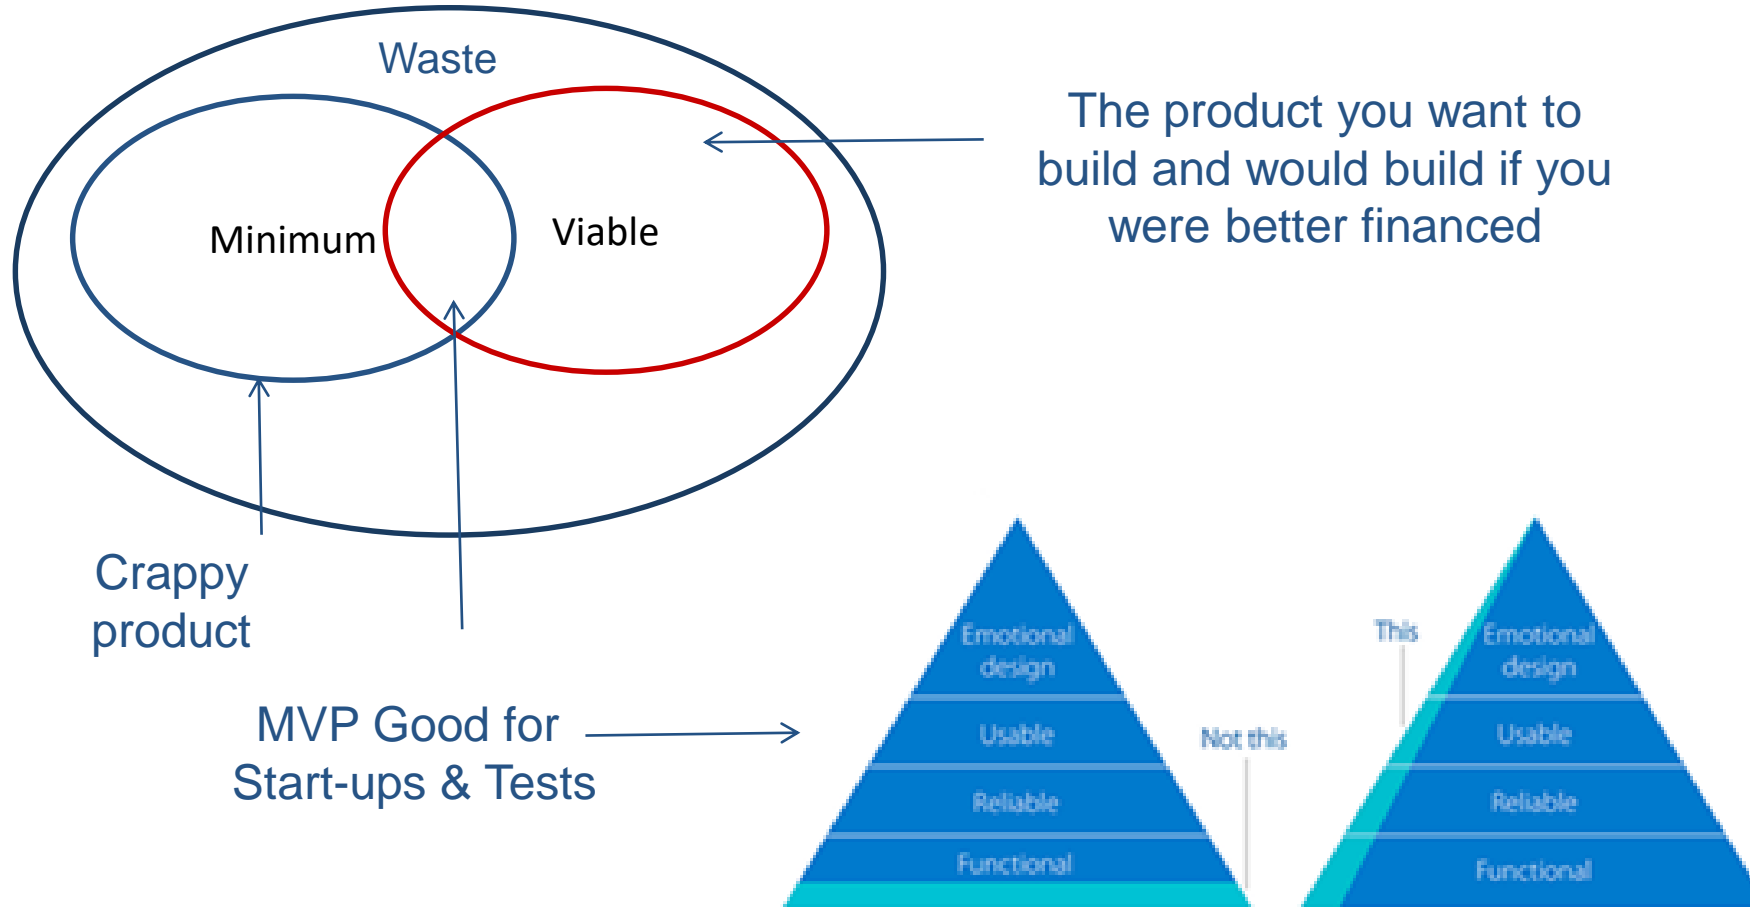 Waste
Minimum
Viable
The product you want to
build and would build if you
were better financed
Crappy
product
MVP Good for
Start-ups & Tests
Emotional
design
Usable
Reliable
Functional
Not this
This
Emotional
design
Usable
Reliable
Functional